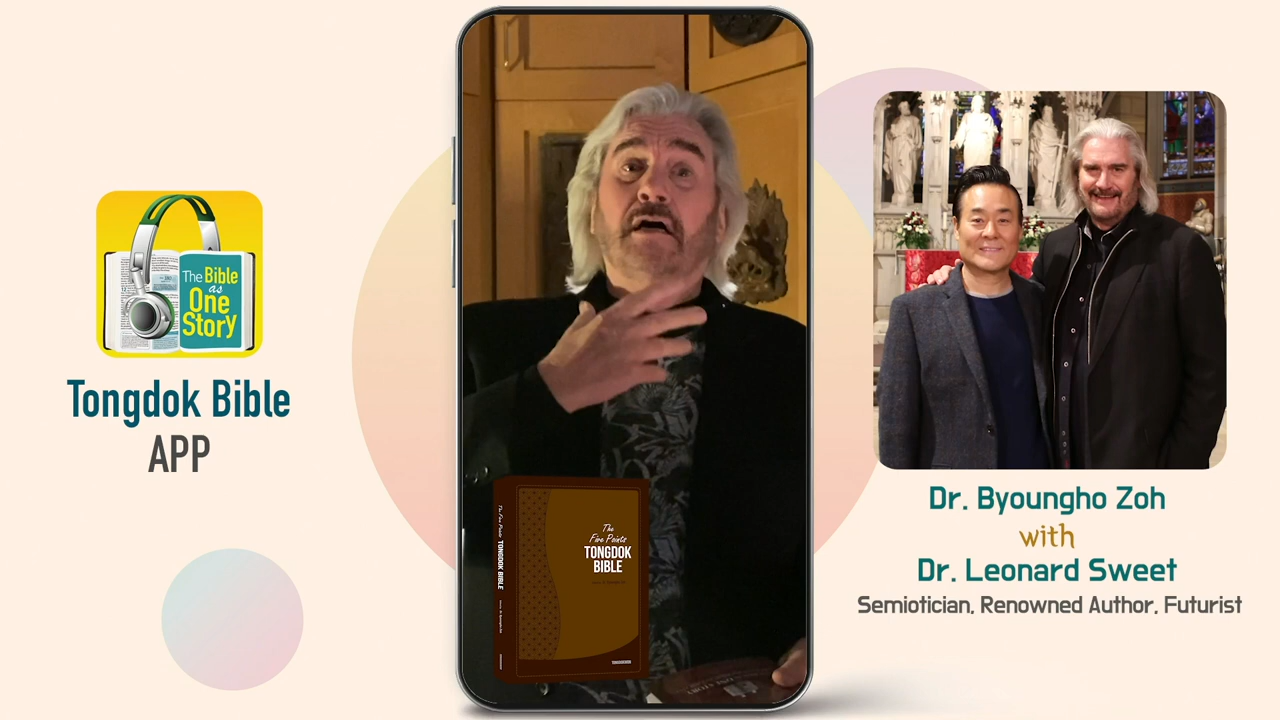 The Bible
as
One
Story
Tongdok Bible
APP
The Five Points TONGDOK BIBLE
The
Five Points
TONGDOK
BIBLE
Dr. Byoungho Zoh
with
Dr. Leonard Sweet
Semiotician, Renowned Author, Futurist